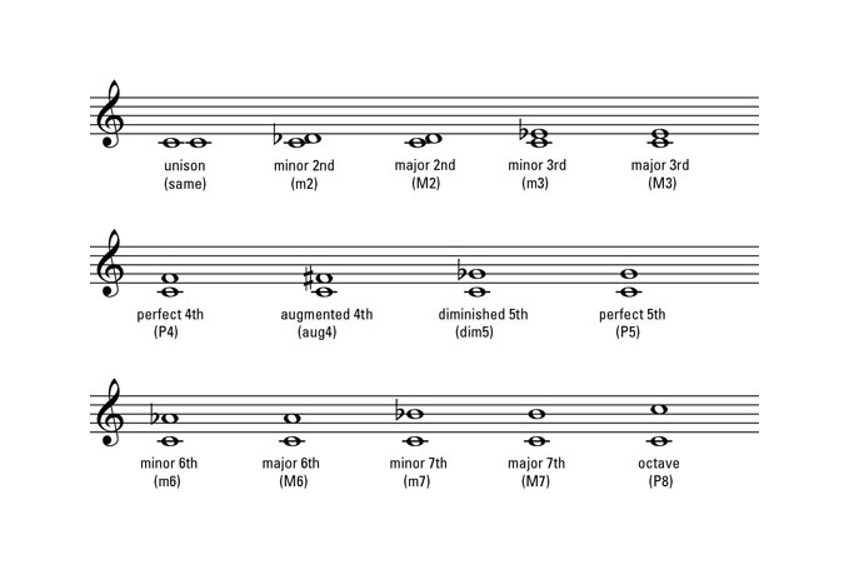 unison minor 2nd major 2nd minor 3rd major 3rd
(same) (m2) (M2) (m3) (M3)
perfect 4th augmented 4th diminished 5th perfect 5th
(P4) (aug4) (dim5) (P5)
minor 6th major 6th minor 7th major 7th octave
(m6) (M6) (m7) (M7) (P8)